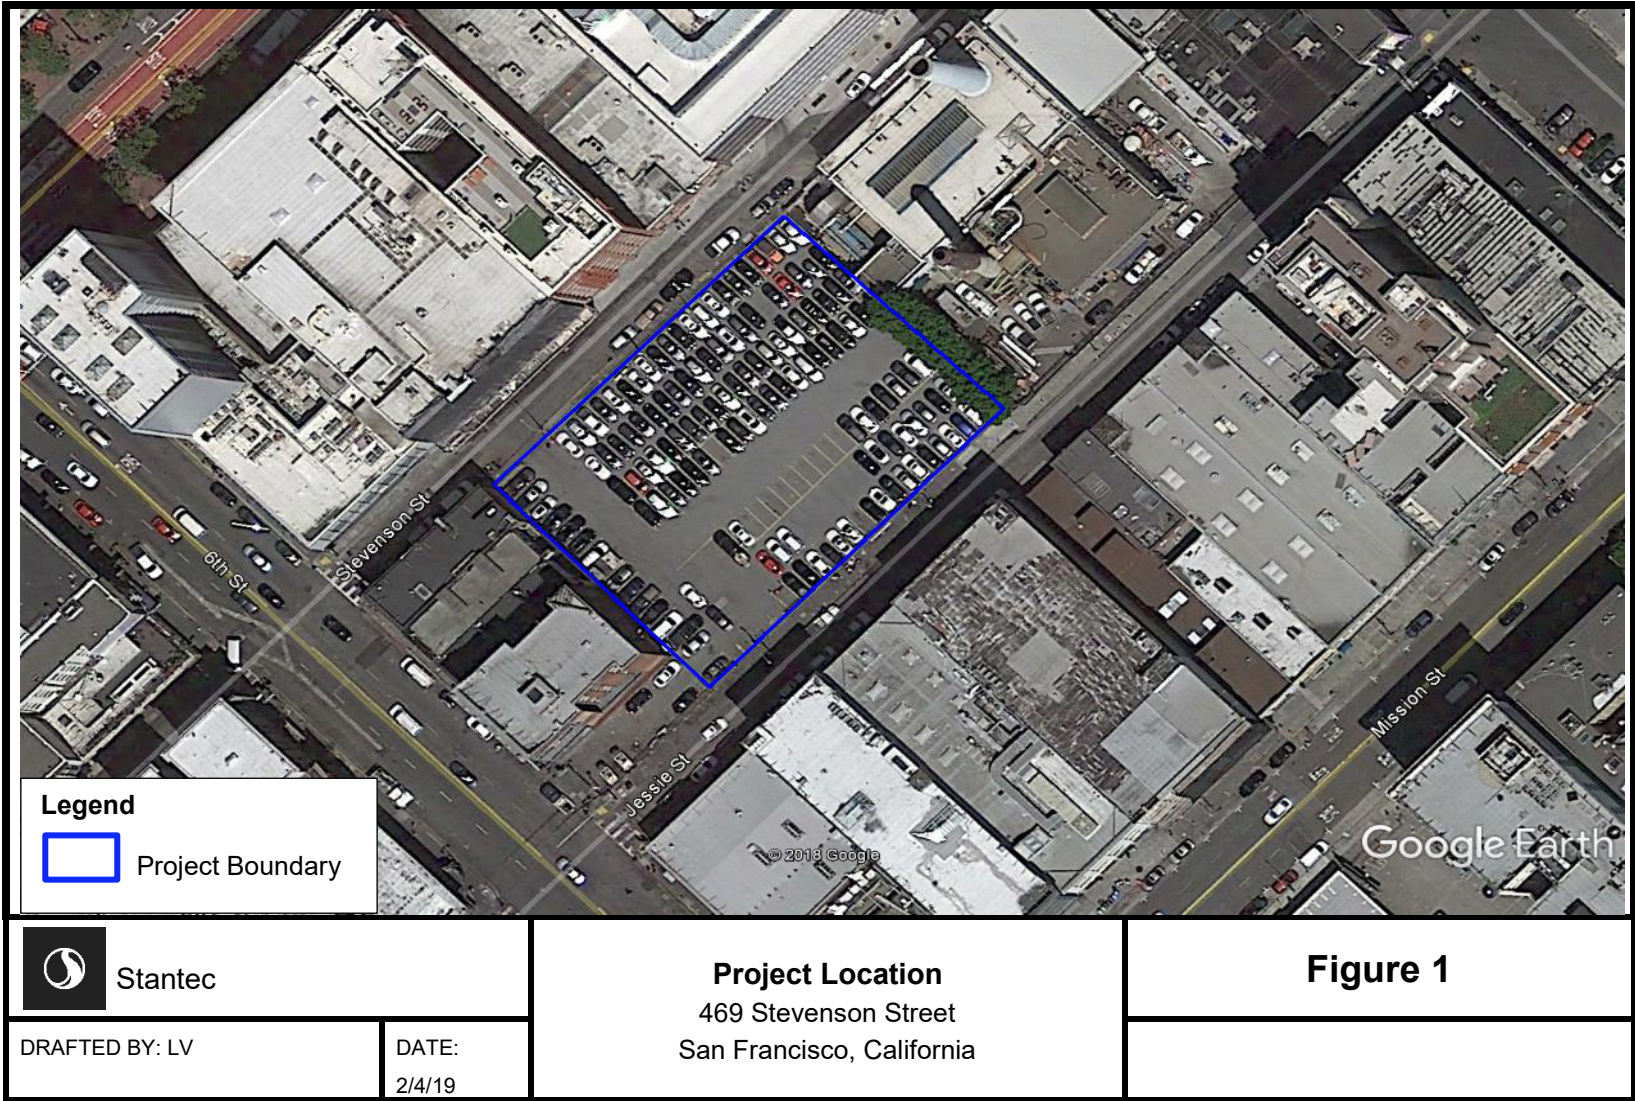 Stevenson St
6th St
Jessie St
Mission St
© 2018 Google
Google Earth
Legend
Project Boundary
Stantec
DRAFTED BY: LV
DATE:
2/4/19
Project Location
469 Stevenson Street
San Francisco, California
Figure 1